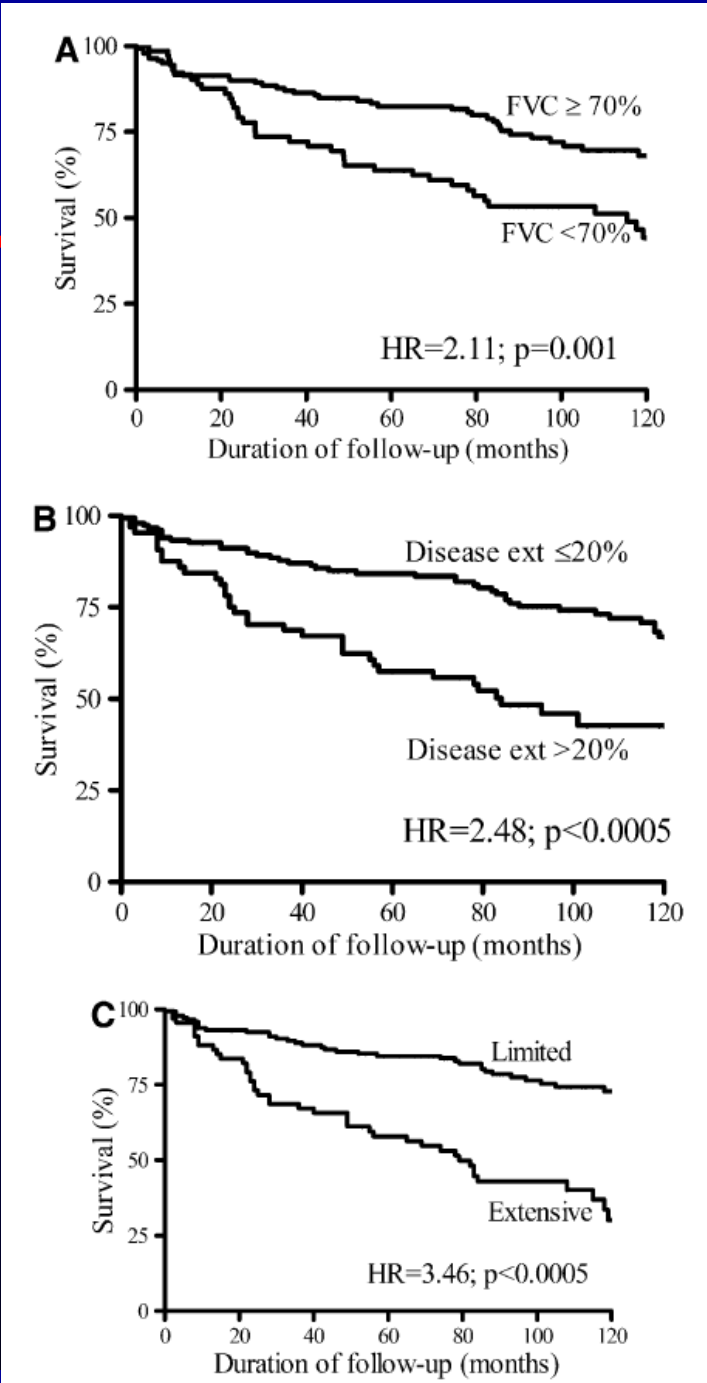 A
100
75
50
25
0
Survival (%)
FVC ≥ 70%
FVC <70%
HR=2.11; p=0.001
0 20 40 60 80 100 120
Duration of follow-up (months)
B
100
75
50
25
0
Survival (%)
Disease ext ≤20%
Disease ext >20%
HR=2.48; p<0.0005
0 20 40 60 80 100 120
Duration of follow-up (months)
C
100
75
50
25
0
Survival (%)
Limited
Extensive
HR=3.46; p<0.0005
0 20 40 60 80 100 120
Duration of follow-up (months)